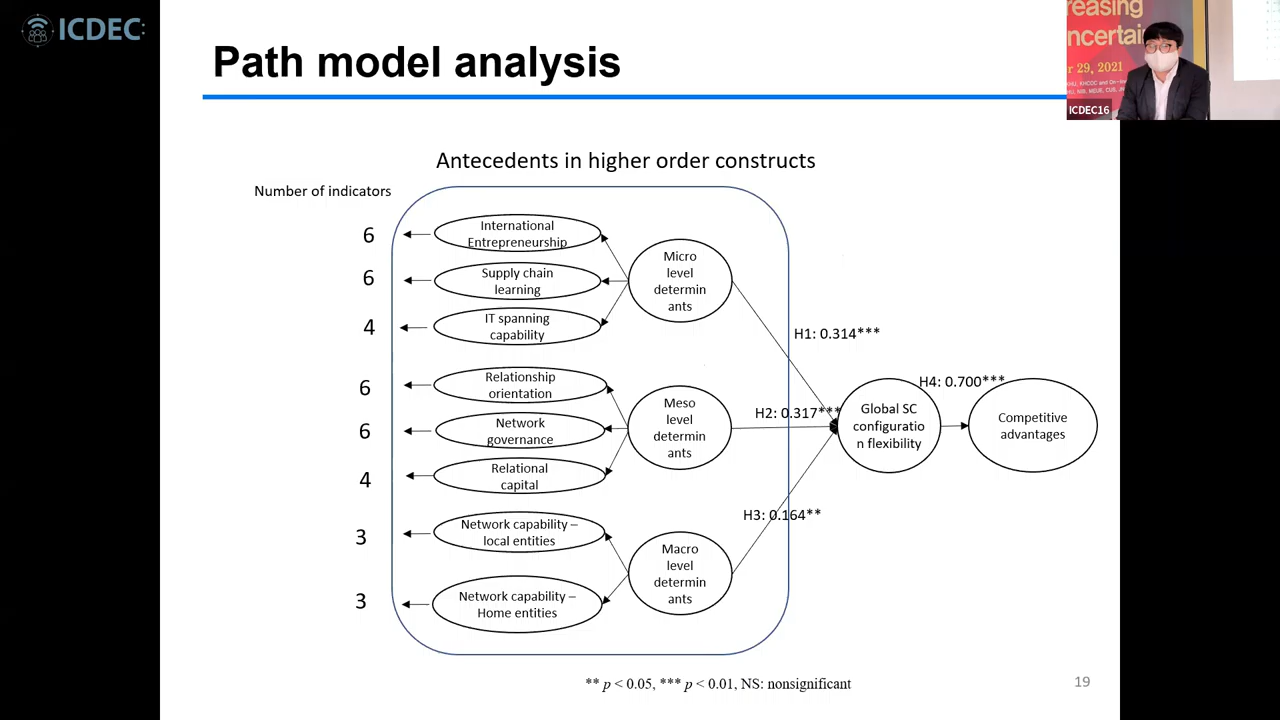 ICDEC:
Path model analysis
reasing
ncertai
r 29, 2021
ICDEC16
Antecedents in higher order constructs
Number of indicators
6
International
Entrepreneurship
6
Supply chain
learning
4
IT spanning
capability
Micro
level
determin
ants
H1: 0.314***
6
Relationship
orientation
6
Network
governance
4
Relational
capital
Meso
level
determin
ants
H2: 0.317***
Global SC
configuratio
n flexibility
H4: 0.700***
Competitive
advantages
3
Network capability –
local entities
3
Network capability –
Home entities
Macro
level
determin
ants
H3: 0.164**
** p < 0.05, *** p < 0.01, NS: nonsignificant
19